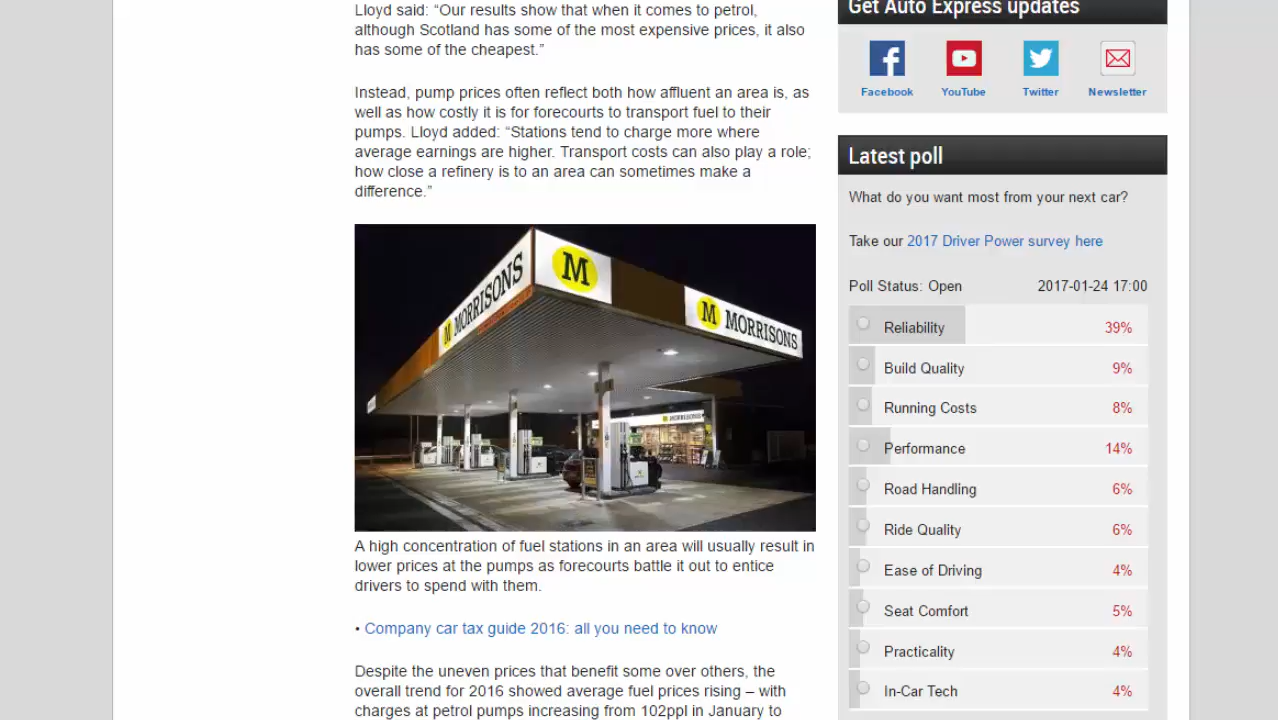 Lloyd said: “Our results show that when it comes to petrol,
although Scotland has some of the most expensive prices, it also
has some of the cheapest.”
Instead, pump prices often reflect both how affluent an area is, as
well as how costly it is for forecourts to transport fuel to their
pumps. Lloyd added: “Stations tend to charge more where
average earnings are higher. Transport costs can also play a role;
how close a refinery is to an area can sometimes make a
difference.”
M MORRISONS
M
M MORRISONS
A high concentration of fuel stations in an area will usually result in
lower prices at the pumps as forecourts battle it out to entice
drivers to spend with them.
• Company car tax guide 2016: all you need to know
Despite the uneven prices that benefit some over others, the
overall trend for 2016 showed average fuel prices rising – with
charges at petrol pumps increasing from 102ppl in January to
Get Auto Express updates
Facebook YouTube Twitter Newsletter
Latest poll
What do you want most from your next car?
Take our 2017 Driver Power survey here
Poll Status: Open 2017-01-24 17:00
Reliability 39%
Build Quality 9%
Running Costs 8%
Performance 14%
Road Handling 6%
Ride Quality 6%
Ease of Driving 4%
Seat Comfort 5%
Practicality 4%
In-Car Tech 4%